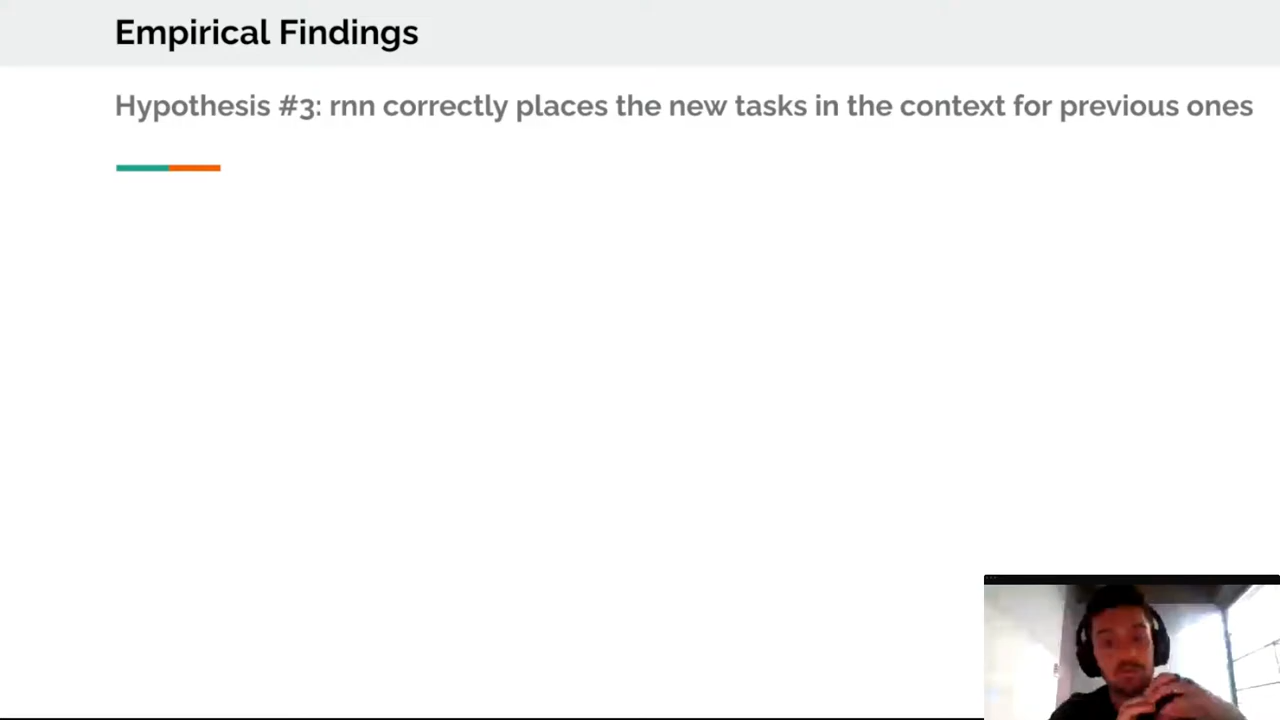 Empirical Findings
Hypothesis #3: rnn correctly places the new tasks in the context for previous ones